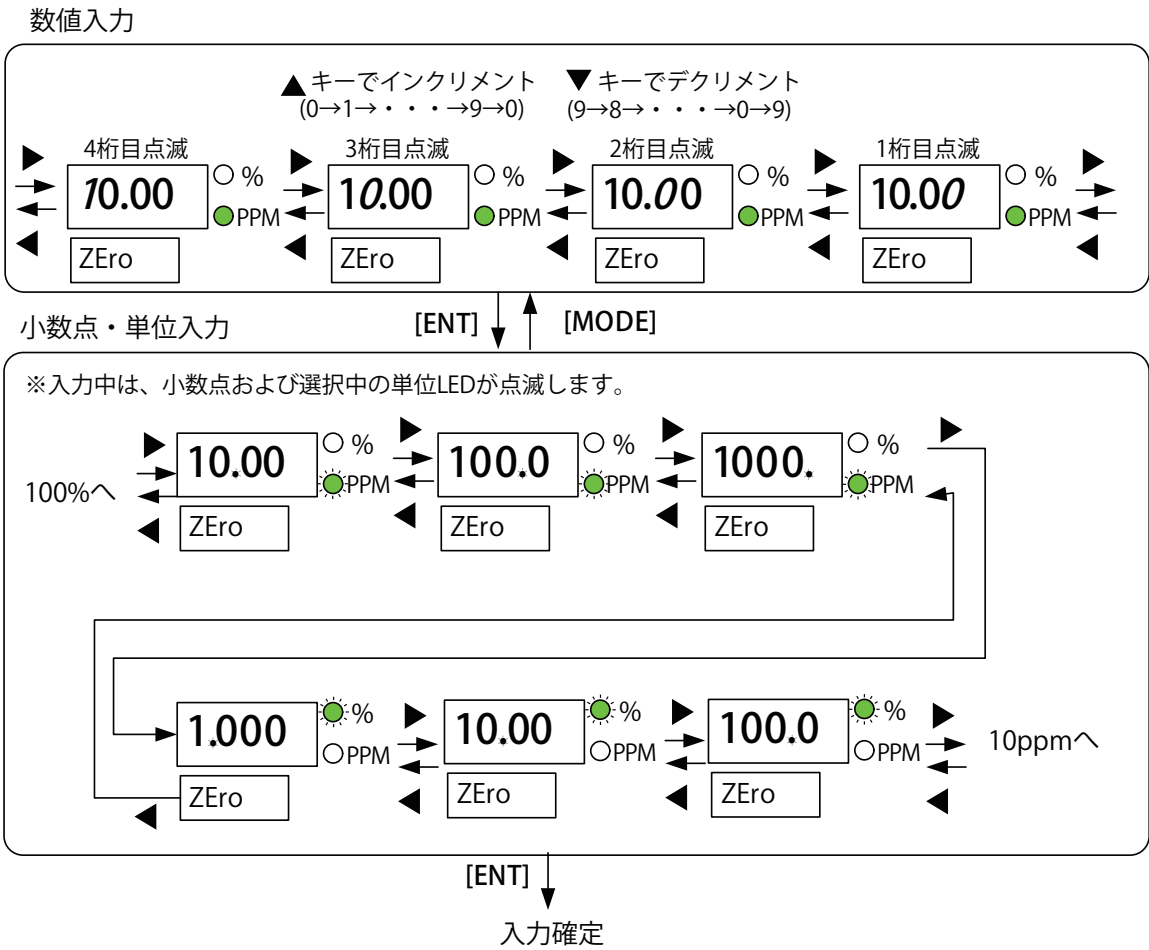 数値入力
▲キーでインクリメント ▼キーでデクリメント
(0→1→・・・→9→0) (9→8→・・・→0→9)
4桁目点滅 3桁目点滅 2桁目点滅 1桁目点滅
10.00 % 10.00 % 10.00 % 10.00 %
PPM PPM PPM PPM
ZEro ZEro ZEro ZEro
[ENT] [MODE]
小数点・単位入力
※入力中は、小数点および選択中の単位LEDが点滅します。
10.00 % 100.0 % 1000. %
PPM PPM PPM
100%へ
ZEro ZEro ZEro
1.000 % 10.00 % 100.0 %
PPM PPM PPM
10ppmへ
ZEro ZEro ZEro
[ENT]
入力確定